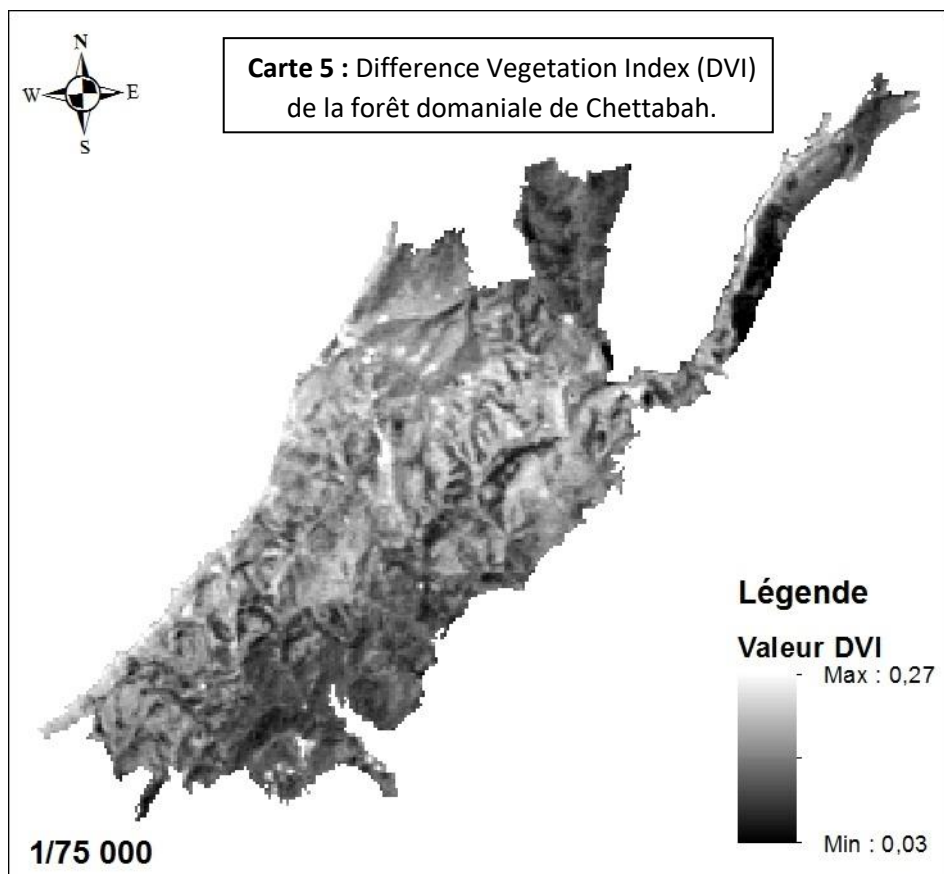 Carte 5 : Difference Vegetation Index (DVI)
de la forêt domaniale de Chettabah.
N
W E
S
Légende
Valeur DVI
Max : 0,27
Min : 0,03
1/75 000